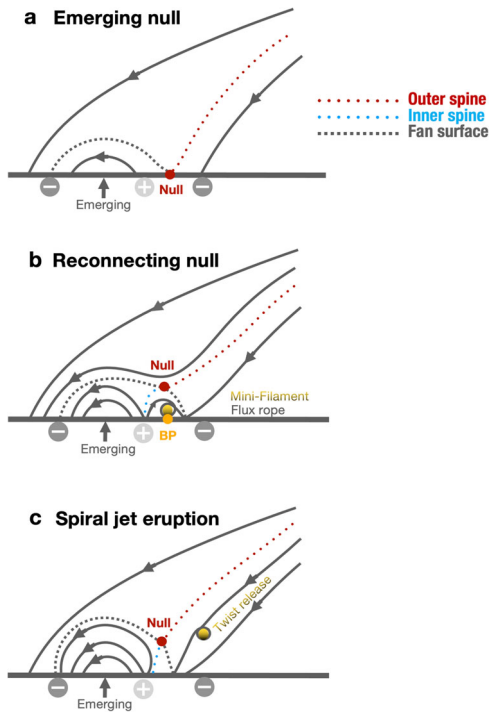 a Emerging null
Outer spine
Inner spine
Fan surface
− + −
Null
Emerging
b Reconnecting null
Null
Mini-Filament
Flux rope
− + −
BP
Emerging
c Spiral jet eruption
Null
Twist release
− + −
Emerging